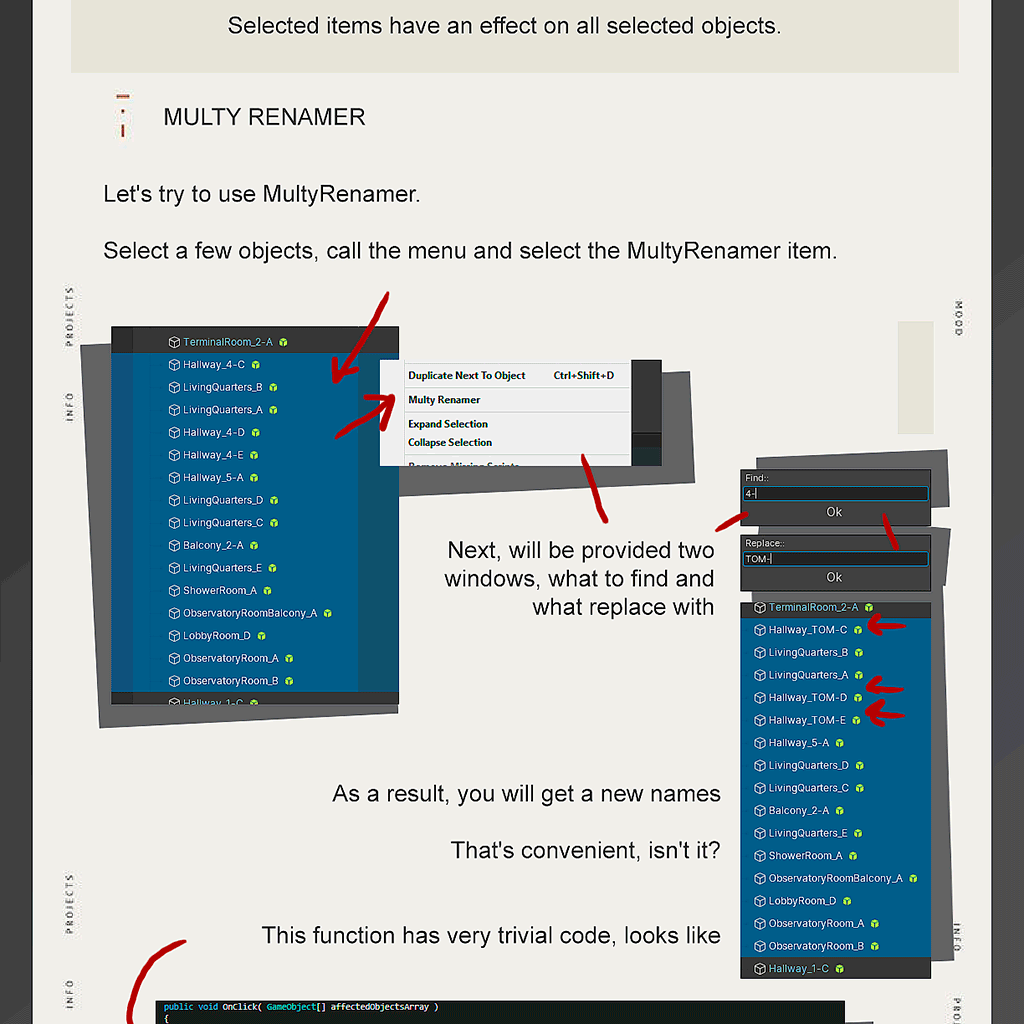 Selected items have an effect on all selected objects.
MULTY RENAMER
Let's try to use MultyRenamer.
Select a few objects, call the menu and select the MultyRenamer item.
PROJECTS
INFO
MOOD
TerminalRoom_2-A
Hallway_4-C
LivingQuarters_B
LivingQuarters_A
Hallway_4-D
Hallway_4-E
Hallway_5-A
LivingQuarters_D
LivingQuarters_C
Balcony_2-A
LivingQuarters_E
ShowerRoom_A
ObservatoryRoomBalcony_A
LobbyRoom_D
ObservatoryRoom_A
ObservatoryRoom_B
Hallway_1-C
Duplicate Next To Object Ctrl+Shift+D
Multy Renamer
Expand Selection
Collapse Selection
Remove Missing Scripts
Next, will be provided two
windows, what to find and
what replace with
Find::
4-
Ok
Replace::
TOM-
Ok
TerminalRoom_2-A
Hallway_TOM-C
LivingQuarters_B
LivingQuarters_A
Hallway_TOM-D
Hallway_TOM-E
Hallway_5-A
LivingQuarters_D
LivingQuarters_C
Balcony_2-A
LivingQuarters_E
ShowerRoom_A
ObservatoryRoomBalcony_A
LobbyRoom_D
ObservatoryRoom_A
ObservatoryRoom_B
Hallway_1-C
As a result, you will get a new names
That's convenient, isn't it?
This function has very trivial code, looks like
PROJECTS
INFO
INFO
public void OnClick( GameObject[] affectedObjectsArray )
{